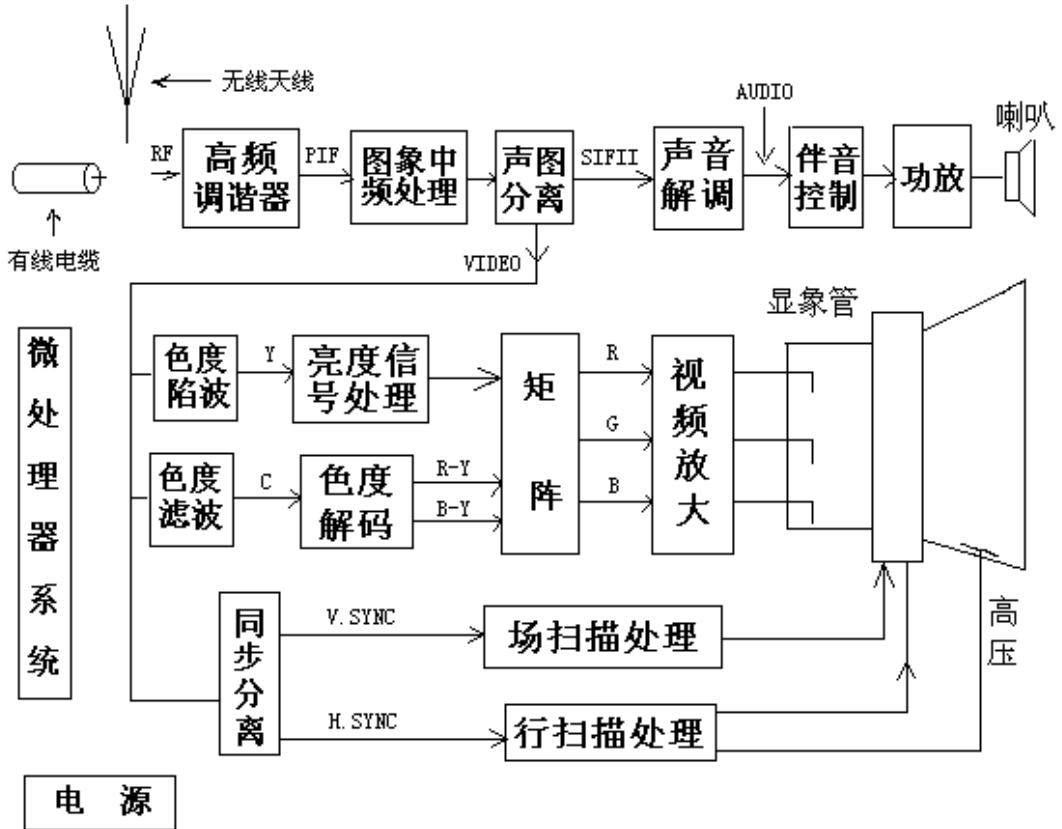 无线天线
AUDIO
喇叭
RF
高频
调谐器
PIF
图象中
频处理
声图
分离
SIFII
声音
解调
伴音
控制
功放
有线电缆
VIDEO
显象管
微处理器系统
色度
陷波
Y
亮度信
号处理
矩阵
R
G
B
视频放大
色度
滤波
C
色度
解码
R-Y
B-Y
同步分离
V.SYNC
场扫描处理
H.SYNC
行扫描处理
高压
电 源